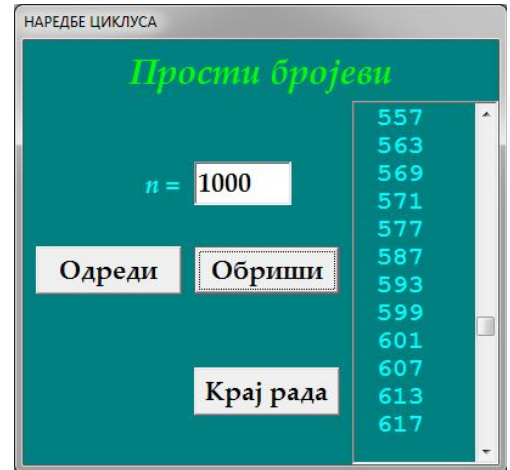 НАРЕДБЕ ЦИКЛУСА
Прости бројеви
n = 1000
Одреди Обриши
Крај рада
557
563
569
571
577
587
593
599
601
607
613
617